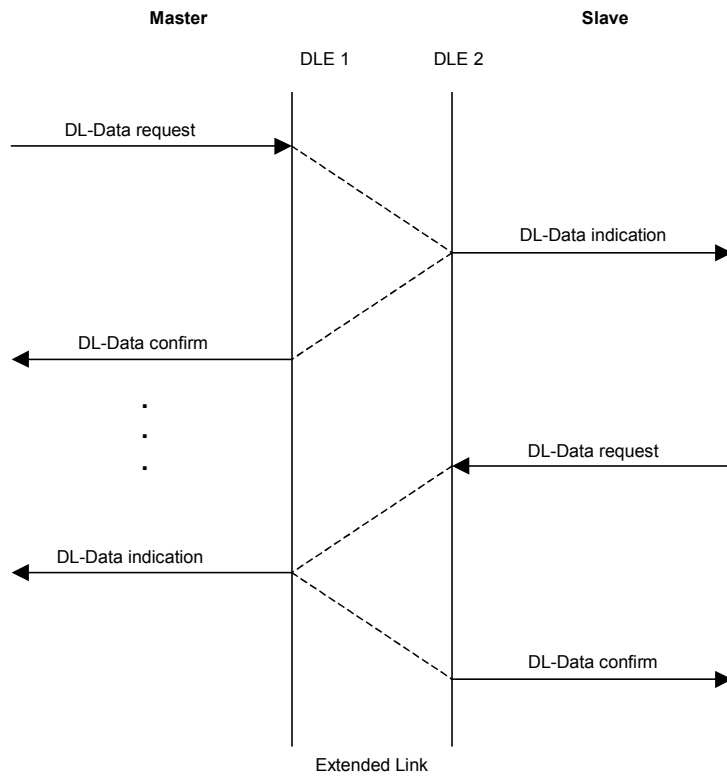 Master
Slave
DLE 1
DLE 2
DL-Data request
DL-Data indication
DL-Data confirm
.
.
.
DL-Data request
DL-Data indication
DL-Data confirm
Extended Link